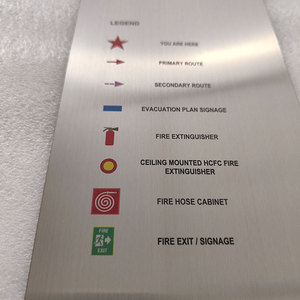 LEGEND
YOU ARE HERE
PRIMARY ROUTE
SECONDARY ROUTE
EVACUATION PLAN SIGNAGE
FIRE EXTINGUISHER
CEILING MOUNTED HCFC FIRE
EXTINGUISHER
FIRE HOSE CABINET
FIRE
EXIT
FIRE EXIT / SIGNAGE